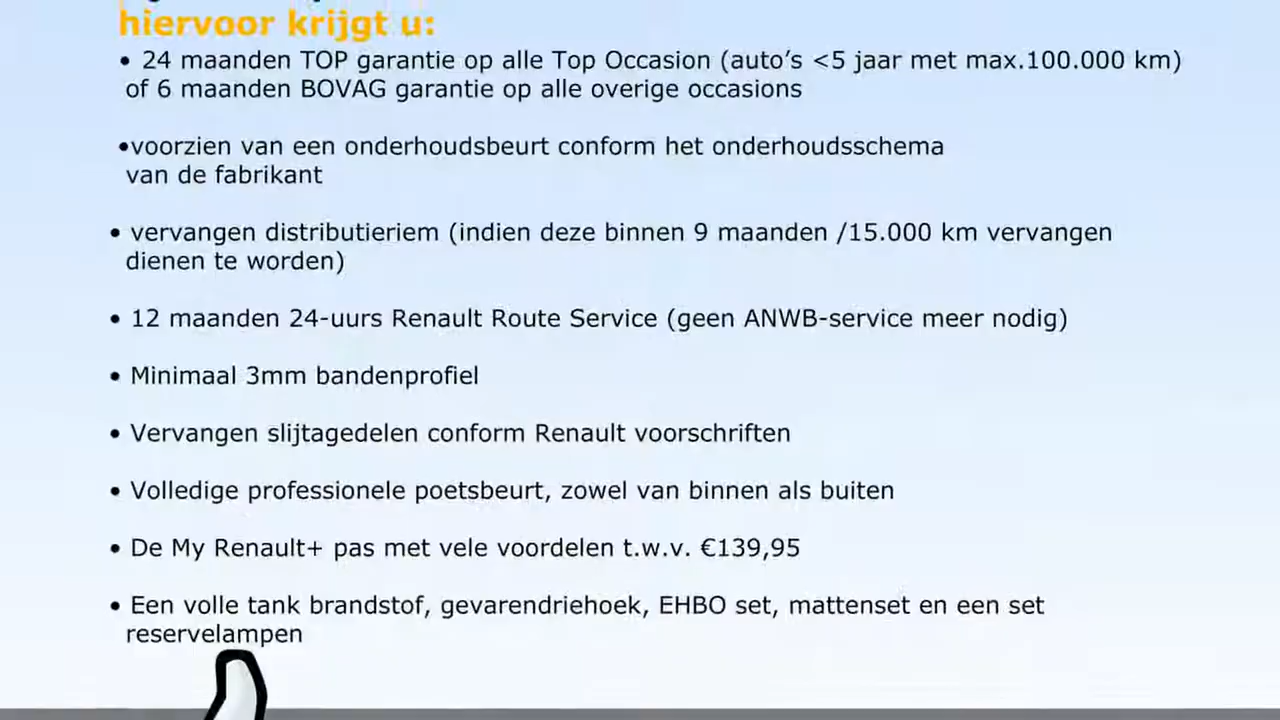 hiervoor krijgt u:
• 24 maanden TOP garantie op alle Top Occasion (auto’s <5 jaar met max.100.000 km)
of 6 maanden BOVAG garantie op alle overige occasions
•voorzien van een onderhoudsbeurt conform het onderhoudsschema
van de fabrikant
• vervangen distributieriem (indien deze binnen 9 maanden /15.000 km vervangen
dienen te worden)
• 12 maanden 24-uurs Renault Route Service (geen ANWB-service meer nodig)
• Minimaal 3mm bandenprofiel
• Vervangen slijtagedelen conform Renault voorschriften
• Volledige professionele poetsbeurt, zowel van binnen als buiten
• De My Renault+ pas met vele voordelen t.w.v. €139,95
• Een volle tank brandstof, gevarendriehoek, EHBO set, mattenset en een set
reservelampen